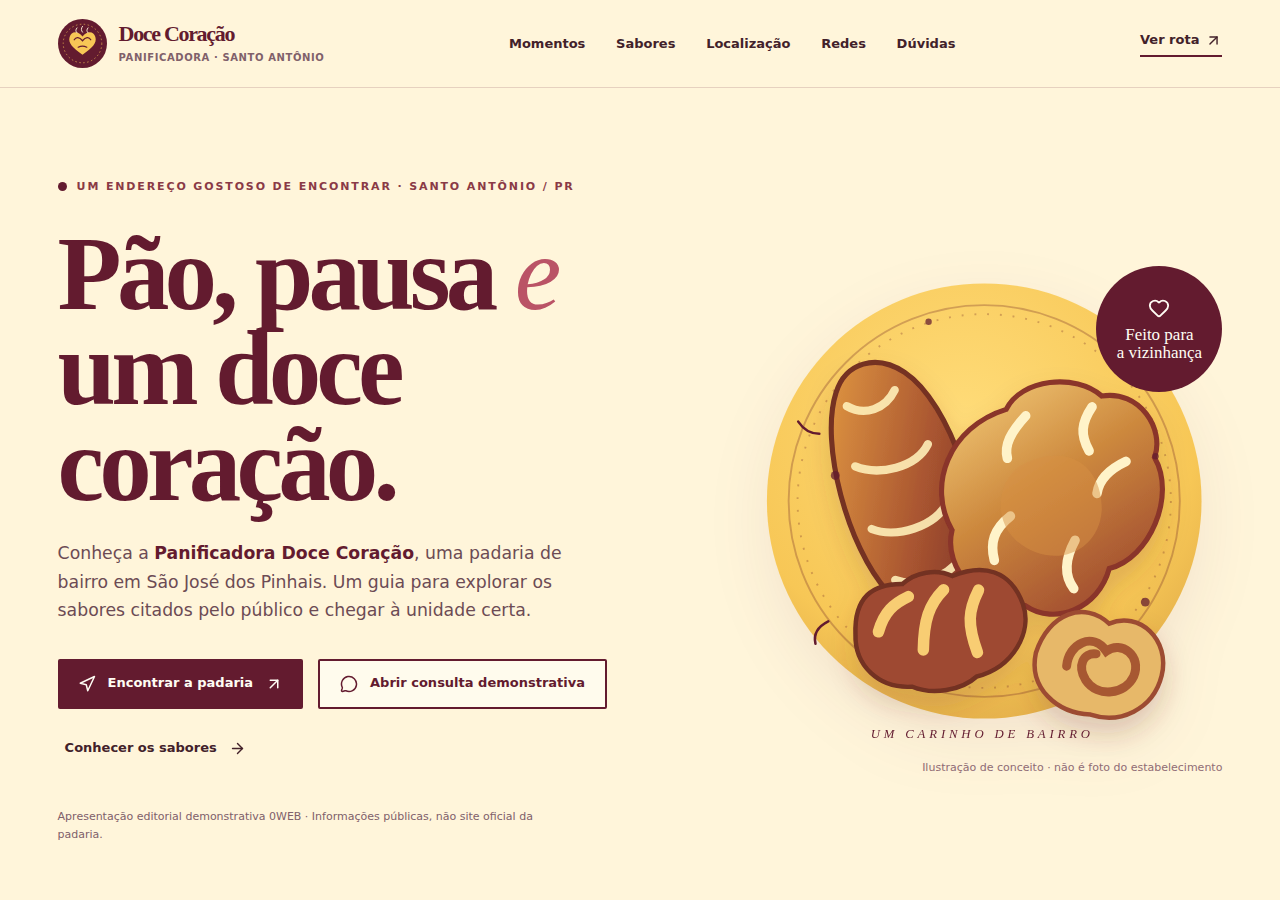 Doce Coração
PANIFICADORA · SANTO ANTÔNIO
Momentos
Sabores
Localização
Redes
Dúvidas
Ver rota
UM ENDEREÇO GOSTOSO DE ENCONTRAR · SANTO ANTÔNIO / PR
Pão, pausa e
um doce
coração.
Conheça a Panificadora Doce Coração, uma padaria de
bairro em São José dos Pinhais. Um guia para explorar os
sabores citados pelo público e chegar à unidade certa.
Encontrar a padaria
Abrir consulta demonstrativa
Conhecer os sabores
Apresentação editorial demonstrativa 0WEB · Informações públicas, não site oficial da
padaria.
Feito para
a vizinhança
UM CARINHO DE BAIRRO
Ilustração de conceito · não é foto do estabelecimento